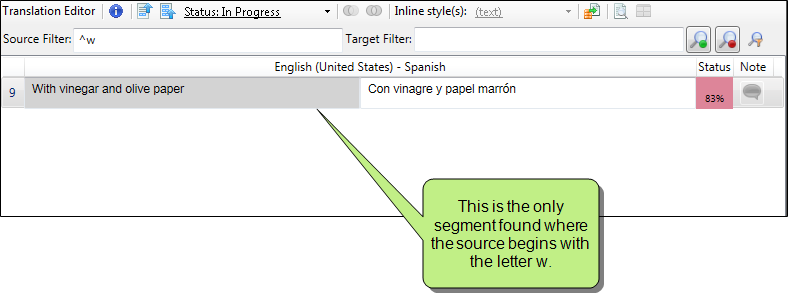 Translation Editor Status: In Progress Inline style(s): (text)
Source Filter: ^w Target Filter:
English (United States) - Spanish Status Note
9 With vinegar and olive paper Con vinagre y papel marrón 83%
This is the only
segment found where
the source begins with
the letter w.